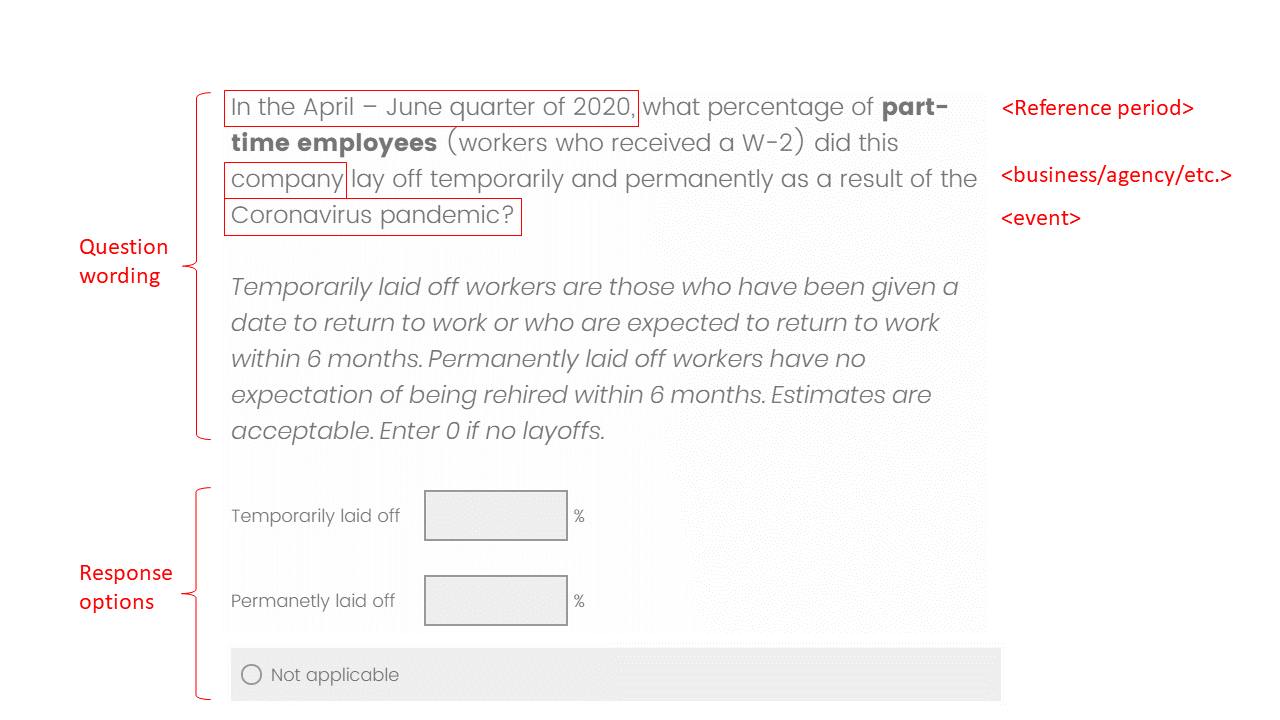 In the April – June quarter of 2020, what percentage of part-
<Reference period>
time employees (workers who received a W-2) did this
company lay off temporarily and permanently as a result of the
<business/agency/etc.>
Coronavirus pandemic?
<event>
Question
wording
Temporarily laid off workers are those who have been given a
date to return to work or who are expected to return to work
within 6 months. Permanently laid off workers have no
expectation of being rehired within 6 months. Estimates are
acceptable. Enter 0 if no layoffs.
Response
options
Temporarily laid off %
Permanetly laid off %
Not applicable